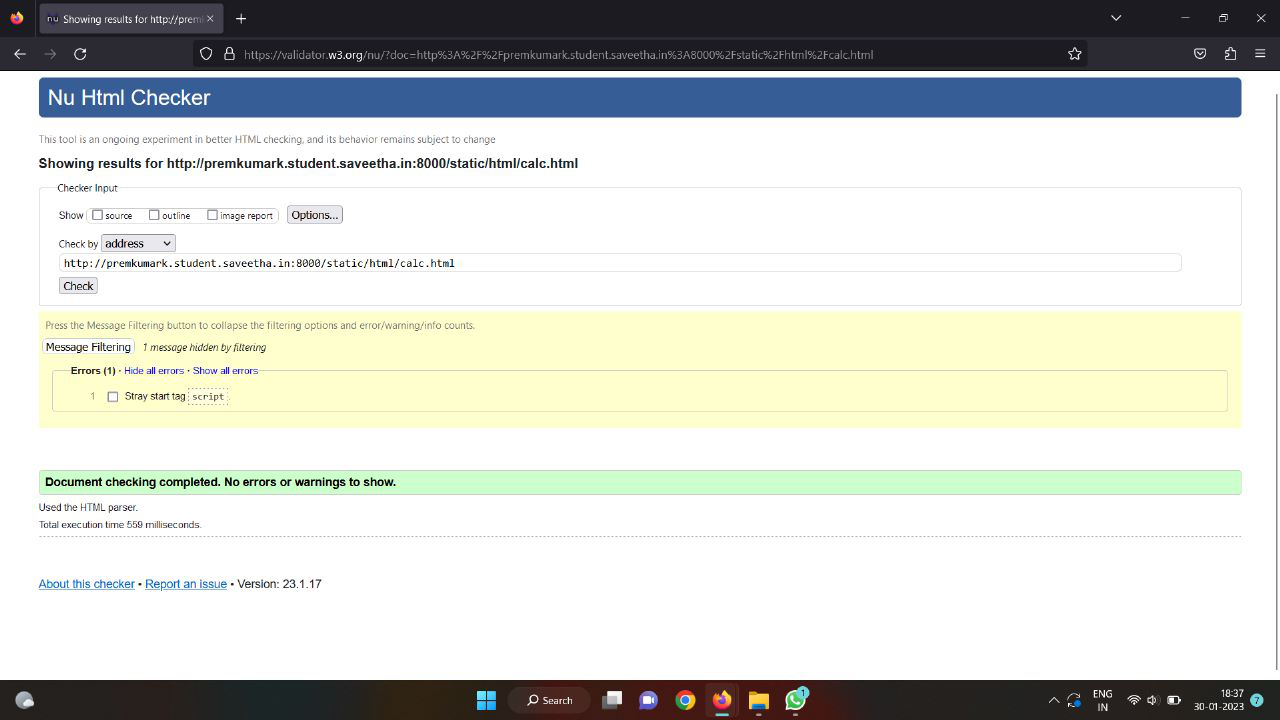 nu Showing results for http://preml
https://validator.w3.org/nu/?doc=http%3A%2F%2Fpremkumark.student.saveetha.in%3A8000%2Fstatic%2Fhtml%2Fcalc.html
Nu Html Checker
This tool is an ongoing experiment in better HTML checking, and its behavior remains subject to change
Showing results for http://premkumark.student.saveetha.in:8000/static/html/calc.html
Checker Input
Show source outline image report Options...
Check by address
http://premkumark.student.saveetha.in:8000/static/html/calc.html
Check
Press the Message Filtering button to collapse the filtering options and error/warning/info counts.
Message Filtering 1 message hidden by filtering
Errors (1) · Hide all errors · Show all errors
1 Stray start tag script
Document checking completed. No errors or warnings to show.
Used the HTML parser.
Total execution time 559 milliseconds.
About this checker • Report an issue • Version: 23.1.17
Search 1 ENG 18:37
IN 30-01-2023 7